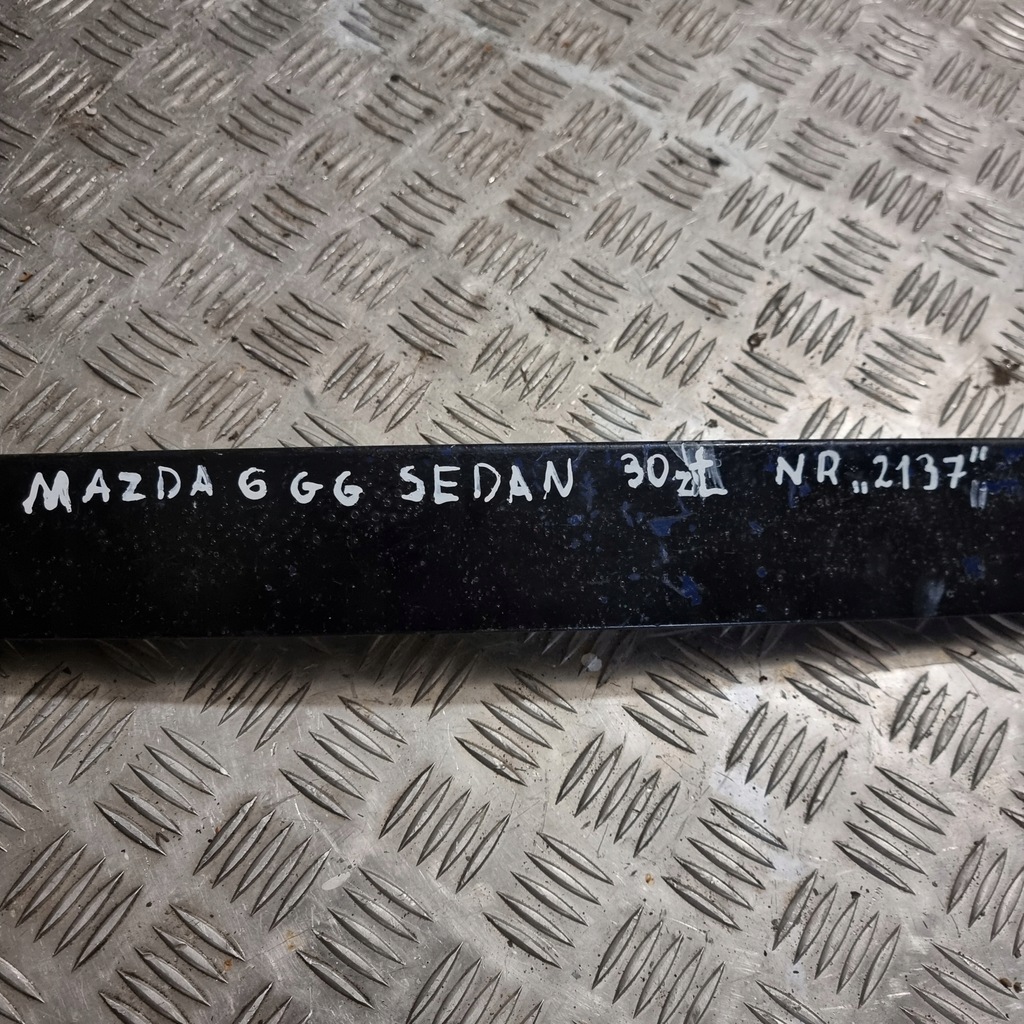 MAZDA 6 GG SEDAN 30zł NR „2137"